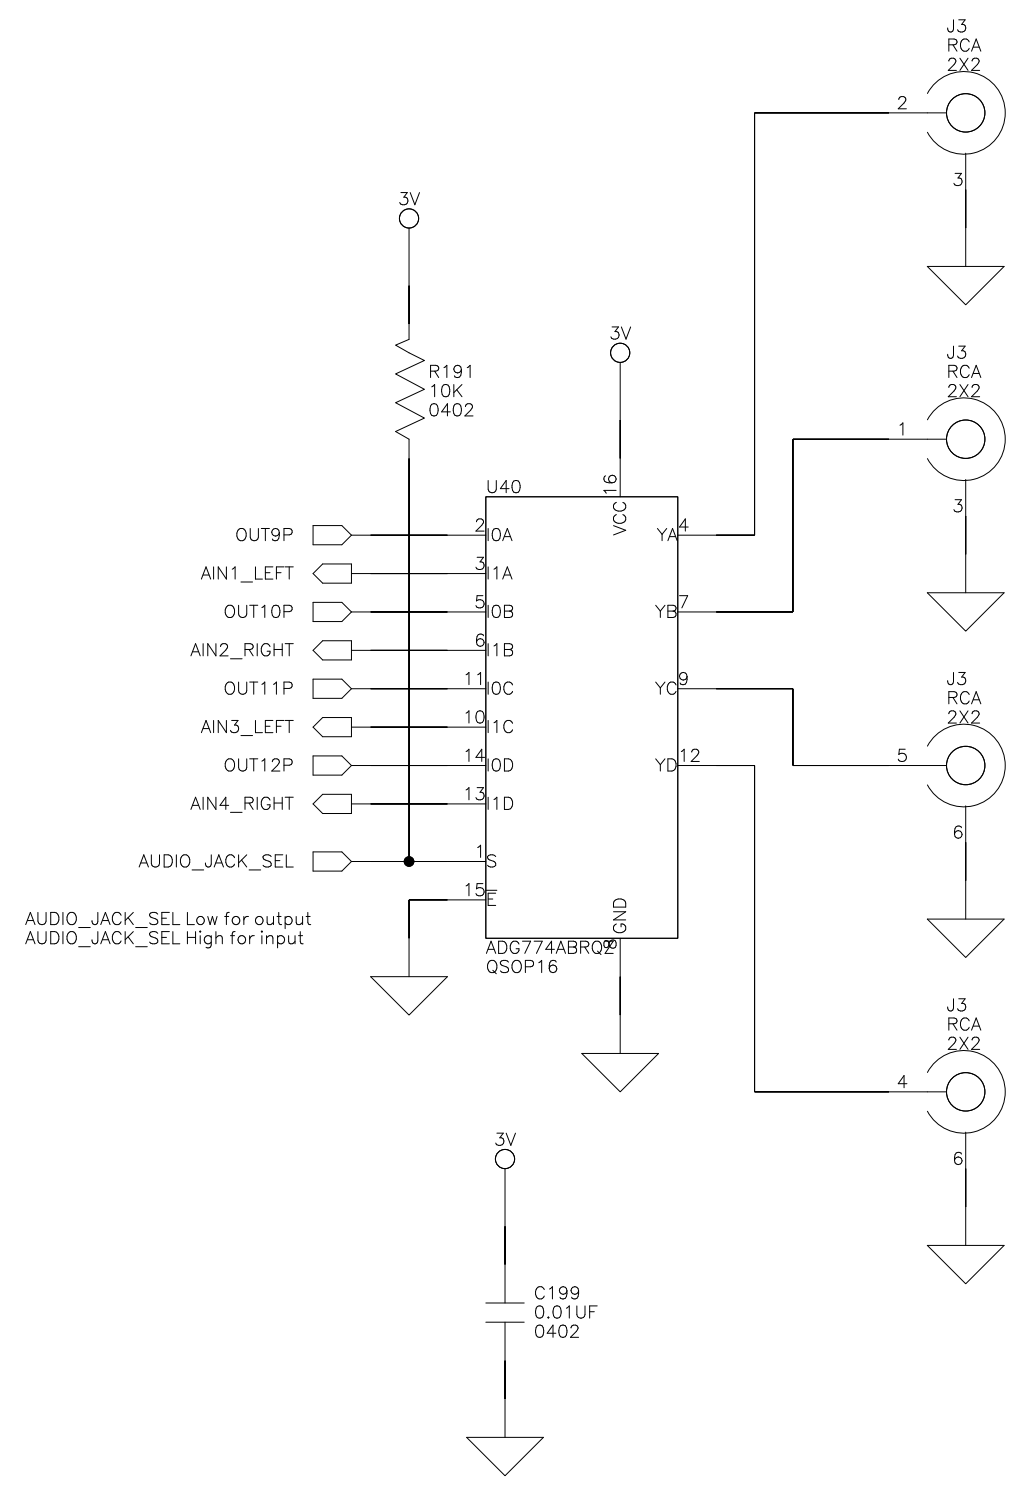 J3
RCA
2X2
2
3
3V
R191
10K
0402
3V
J3
RCA
2X2
1
3
U40
16
VCC
OUT9P 2 I0A YA 4
AIN1_LEFT 3 I1A
OUT10P 5 I0B YB 7
AIN2_RIGHT 6 I1B
OUT11P 11 I0C YC 9
AIN3_LEFT 10 I1C
OUT12P 14 I0D YD 12
AIN4_RIGHT 13 I1D
AUDIO_JACK_SEL 1 S
15 E
GND
8
AUDIO_JACK_SEL Low for output
AUDIO_JACK_SEL High for input
ADG774ABRQZ
QSOP16
J3
RCA
2X2
5
6
J3
RCA
2X2
4
6
3V
C199
0.01UF
0402